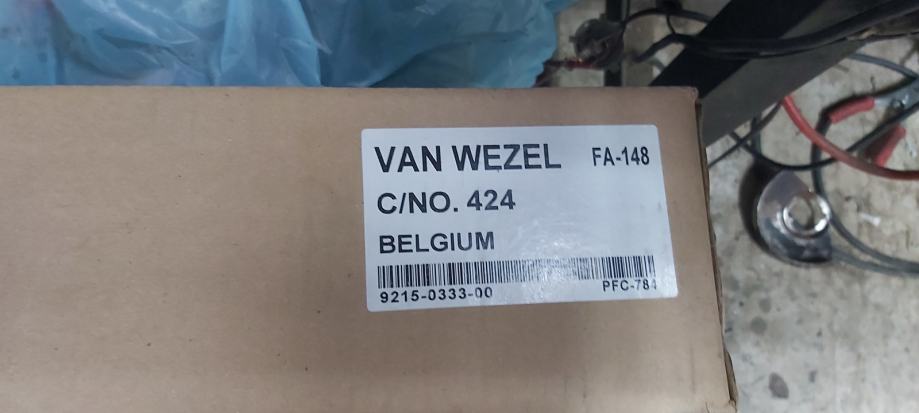 VAN WEZEL FA-148
C/NO. 424
BELGIUM
9215-0333-00 PFC-784